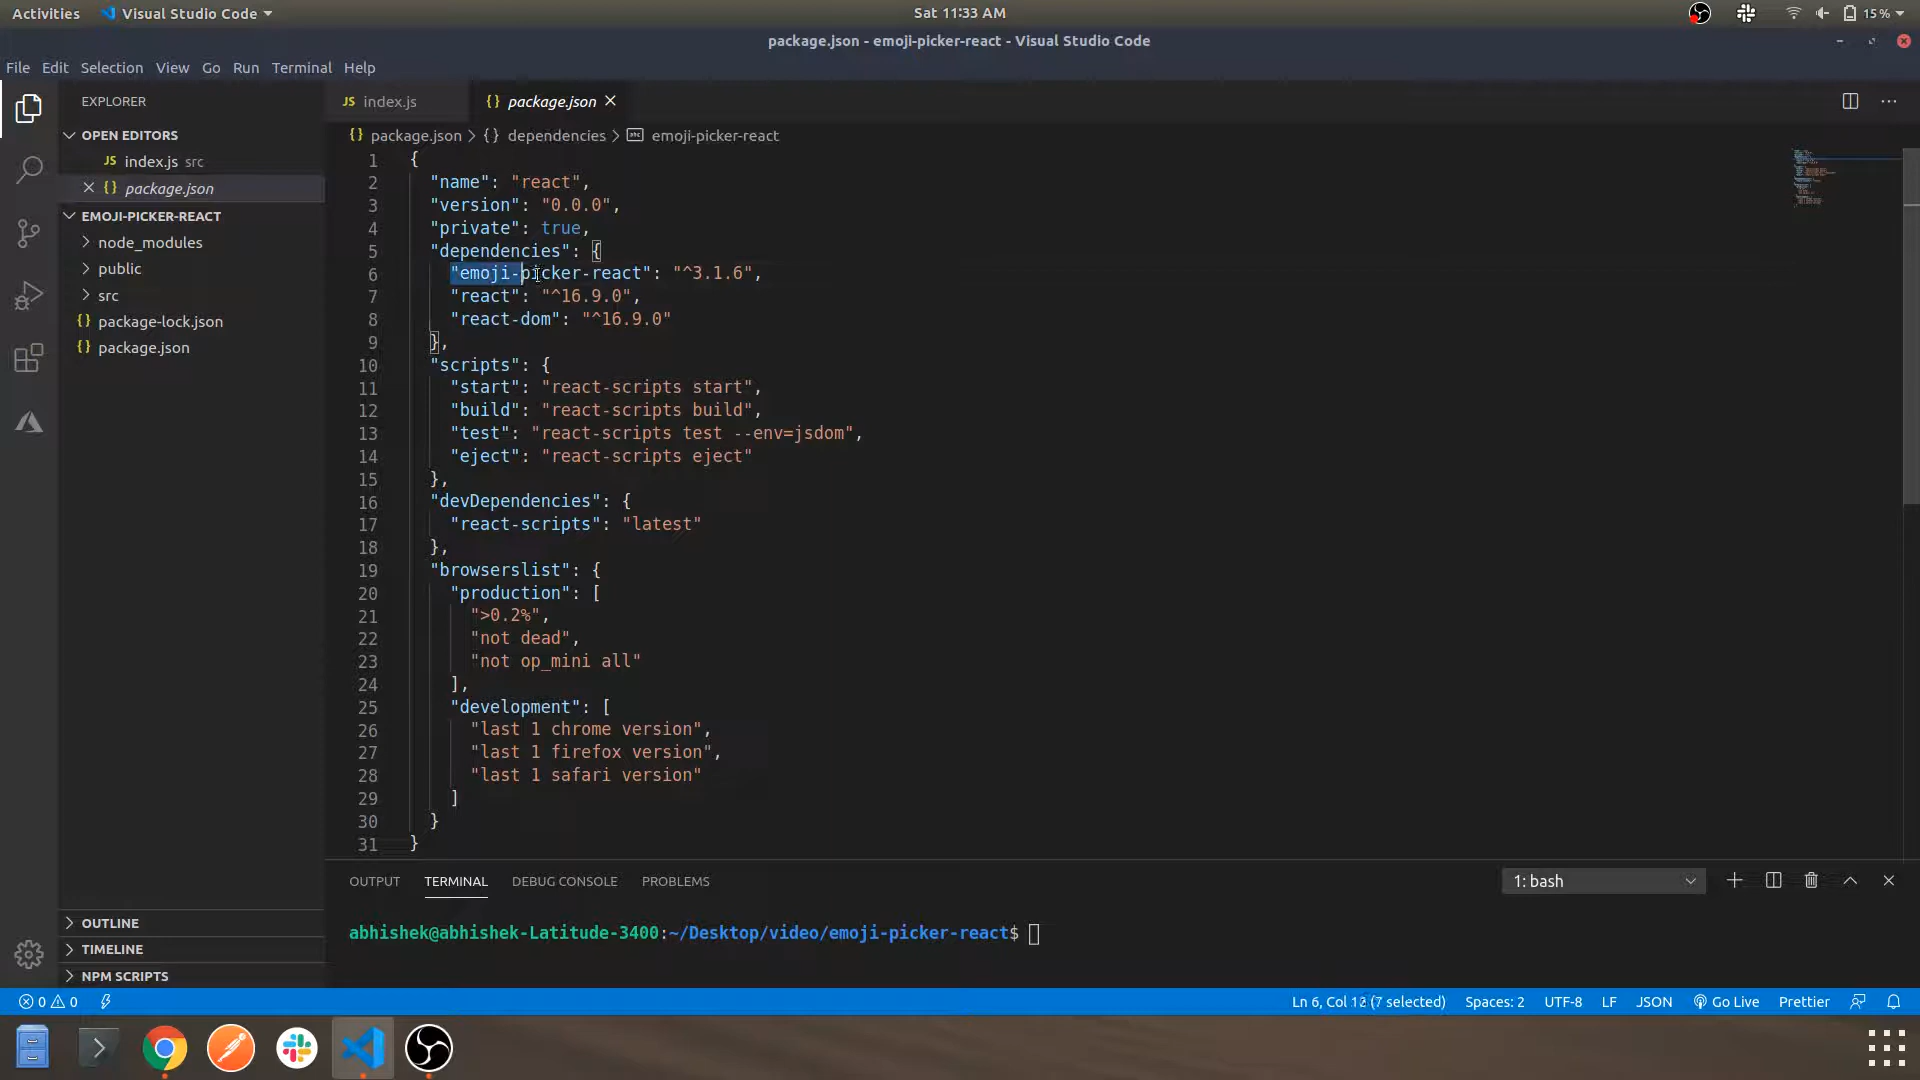 Activities
Visual Studio Code
Sat 11:33 AM
15%
package.json - emoji-picker-react - Visual Studio Code
File Edit Selection View Go Run Terminal Help
EXPLORER
OPEN EDITORS
JS index.js src
{} package.json
EMOJI-PICKER-REACT
node_modules
public
src
{} package-lock.json
{} package.json
OUTLINE
TIMELINE
NPM SCRIPTS
JS index.js
{} package.json
{} package.json > {} dependencies > abc emoji-picker-react
1 {
2 "name": "react",
3 "version": "0.0.0",
4 "private": true,
5 "dependencies": {
6 "emoji-picker-react": "^3.1.6",
7 "react": "^16.9.0",
8 "react-dom": "^16.9.0"
9 },
10 "scripts": {
11 "start": "react-scripts start",
12 "build": "react-scripts build",
13 "test": "react-scripts test --env=jsdom",
14 "eject": "react-scripts eject"
15 },
16 "devDependencies": {
17 "react-scripts": "latest"
18 },
19 "browserslist": {
20 "production": [
21 ">0.2%",
22 "not dead",
23 "not op_mini all"
24 ],
25 "development": [
26 "last 1 chrome version",
27 "last 1 firefox version",
28 "last 1 safari version"
29 ]
30 }
31 }
OUTPUT TERMINAL DEBUG CONSOLE PROBLEMS
1: bash
abhishek@abhishek-Latitude-3400:~/Desktop/video/emoji-picker-react$
0 0
Ln 6, Col 12 (7 selected) Spaces: 2 UTF-8 LF JSON Go Live Prettier